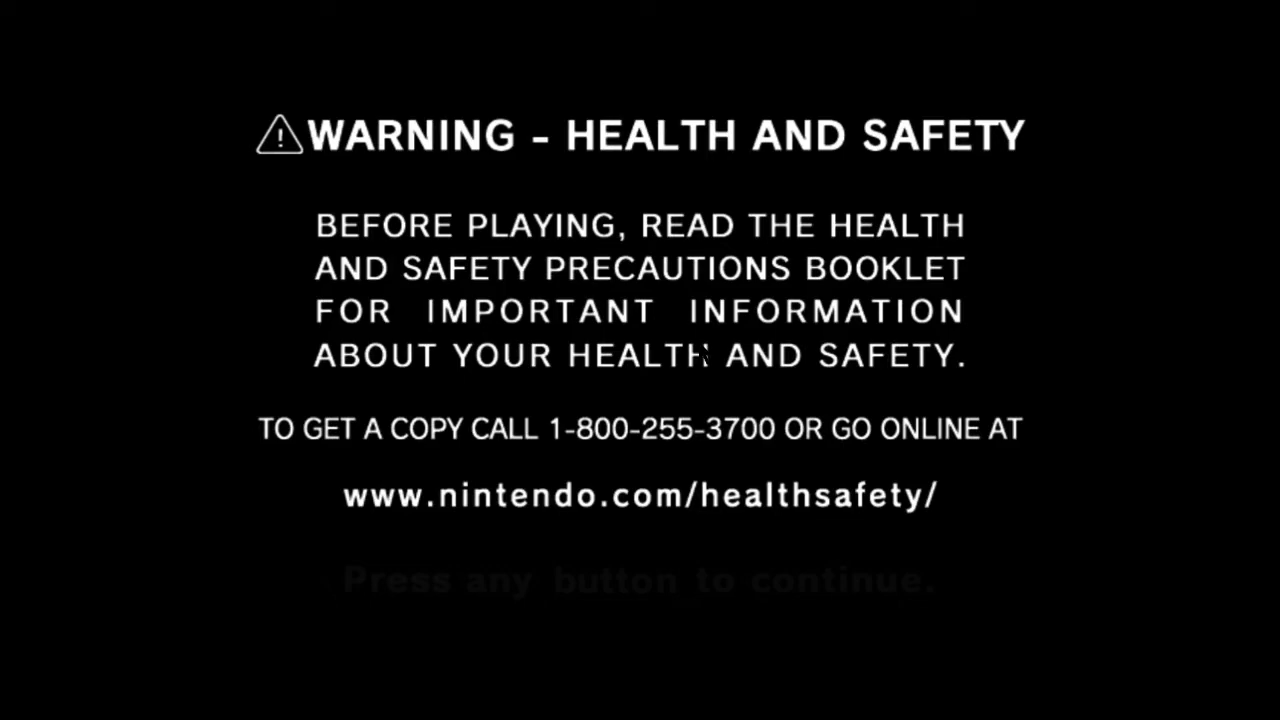 WARNING - HEALTH AND SAFETY
BEFORE PLAYING, READ THE HEALTH
AND SAFETY PRECAUTIONS BOOKLET
FOR IMPORTANT INFORMATION
ABOUT YOUR HEALTH AND SAFETY.
TO GET A COPY CALL 1-800-255-3700 OR GO ONLINE AT
www.nintendo.com/healthsafety/
Press any button to continue.